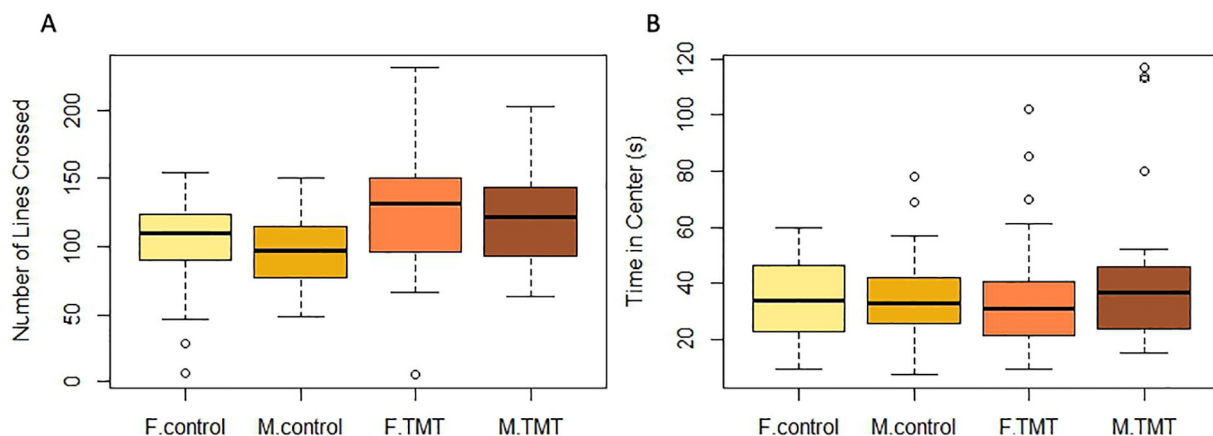 A
Number of Lines Crossed
200
150
100
50
0
F.control M.control F.TMT M.TMT
B
Time in Center (s)
120
100
80
60
40
20
F.control M.control F.TMT M.TMT